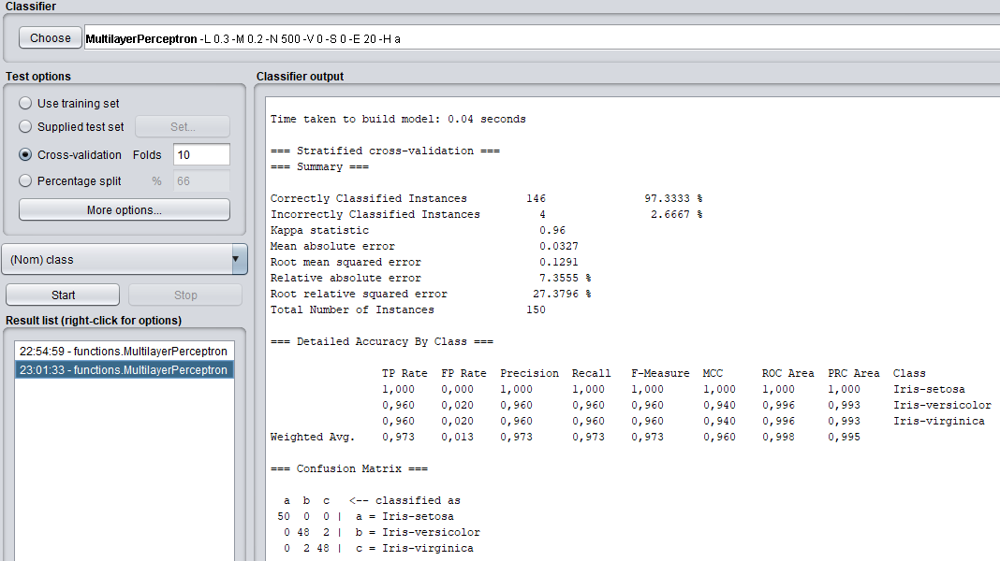 Classifier
Choose
MultilayerPerceptron -L 0.3 -M 0.2 -N 500 -V 0 -S 0 -E 20 -H a
Test options
Use training set
Supplied test set Set...
Cross-validation Folds 10
Percentage split % 66
More options...
(Nom) class
Start Stop
Result list (right-click for options)
22:54:59 - functions.MultilayerPerceptron
23:01:33 - functions.MultilayerPerceptron
Classifier output
Time taken to build model: 0.04 seconds
=== Stratified cross-validation ===
=== Summary ===
Correctly Classified Instances 146 97.3333 %
Incorrectly Classified Instances 4 2.6667 %
Kappa statistic 0.96
Mean absolute error 0.0327
Root mean squared error 0.1291
Relative absolute error 7.3555 %
Root relative squared error 27.3796 %
Total Number of Instances 150
=== Detailed Accuracy By Class ===
TP Rate FP Rate Precision Recall F-Measure MCC ROC Area PRC Area Class
1,000 0,000 1,000 1,000 1,000 1,000 1,000 1,000 Iris-setosa
0,960 0,020 0,960 0,960 0,960 0,940 0,996 0,993 Iris-versicolor
0,960 0,020 0,960 0,960 0,960 0,940 0,996 0,993 Iris-virginica
Weighted Avg. 0,973 0,013 0,973 0,973 0,973 0,960 0,998 0,995
=== Confusion Matrix ===
a b c <-- classified as
50 0 0 | a = Iris-setosa
0 48 2 | b = Iris-versicolor
0 2 48 | c = Iris-virginica